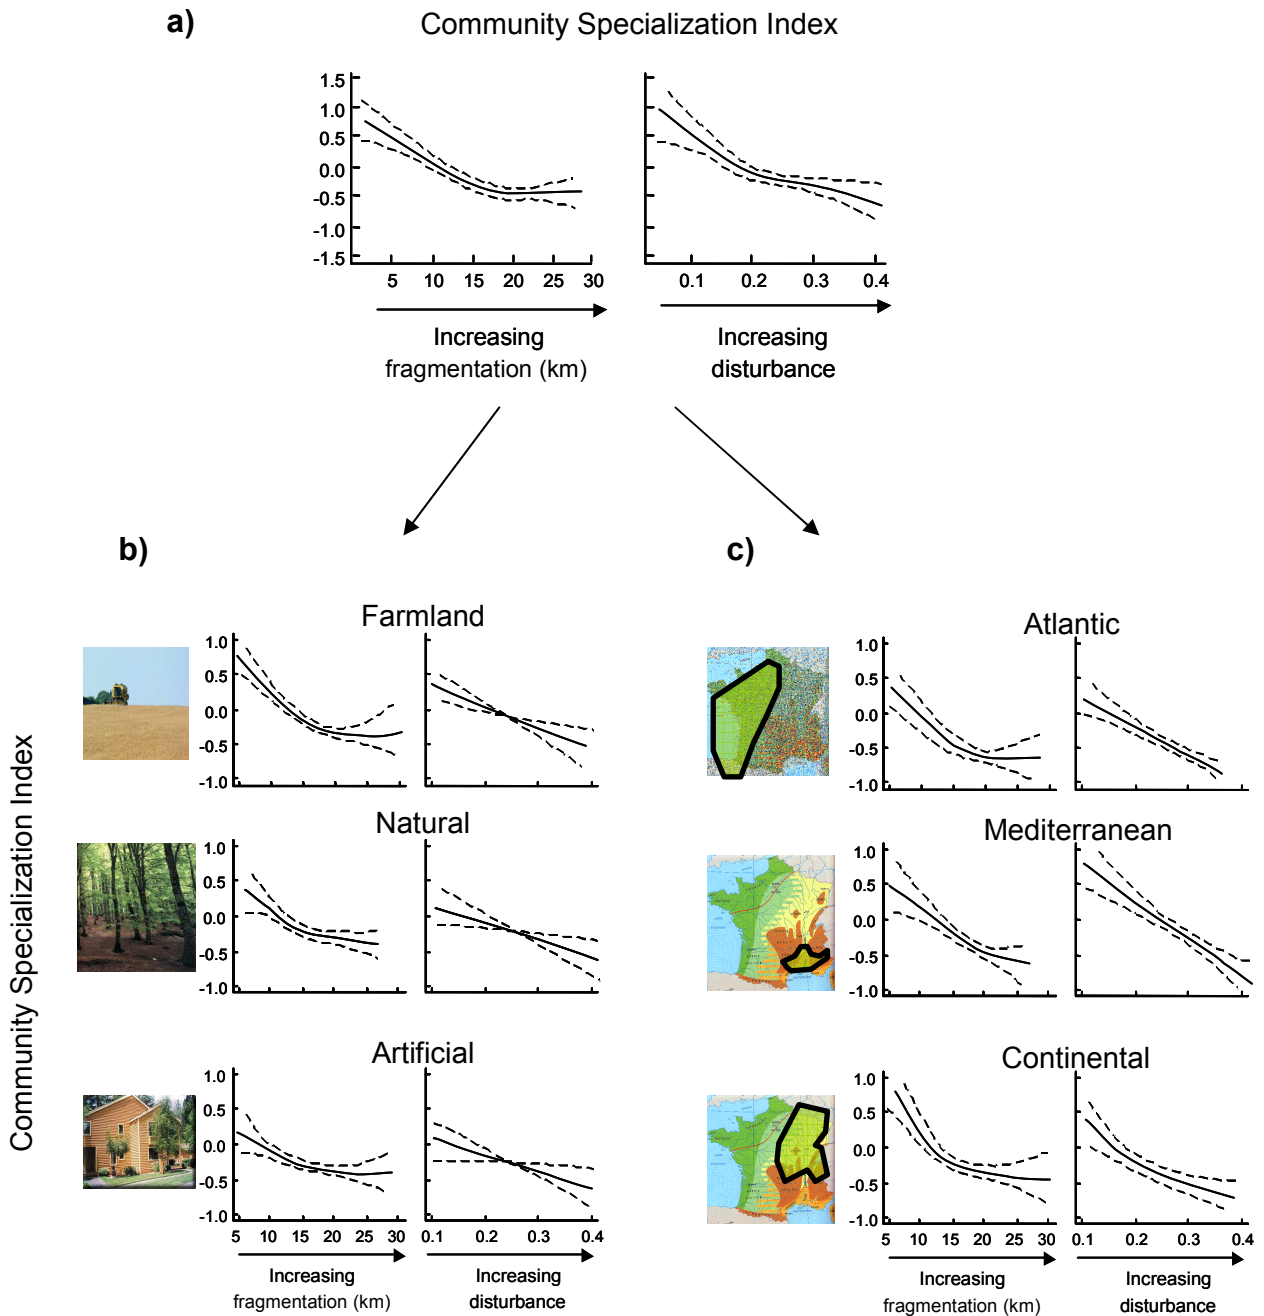 a)
Community Specialization Index
1.5
1.0
0.5
0.0
-0.5
-1.0
-1.5
5 10 15 20 25 30
0.1 0.2 0.3 0.4
Increasing
fragmentation (km)
Increasing
disturbance
b)
Community Specialization Index
Farmland
1.0
0.5
0.0
-0.5
-1.0
Natural
1.0
0.5
0.0
-0.5
-1.0
Artificial
1.0
0.5
0.0
-0.5
-1.0
5 10 15 20 25 30
0.1 0.2 0.3 0.4
Increasing
fragmentation (km)
Increasing
disturbance
c)
Atlantic
1.0
0.5
0.0
-0.5
-1.0
Mediterranean
1.0
0.5
0.0
-0.5
-1.0
Continental
1.0
0.5
0.0
-0.5
-1.0
5 10 15 20 25 30
0.1 0.2 0.3 0.4
Increasing
fragmentation (km)
Increasing
disturbance